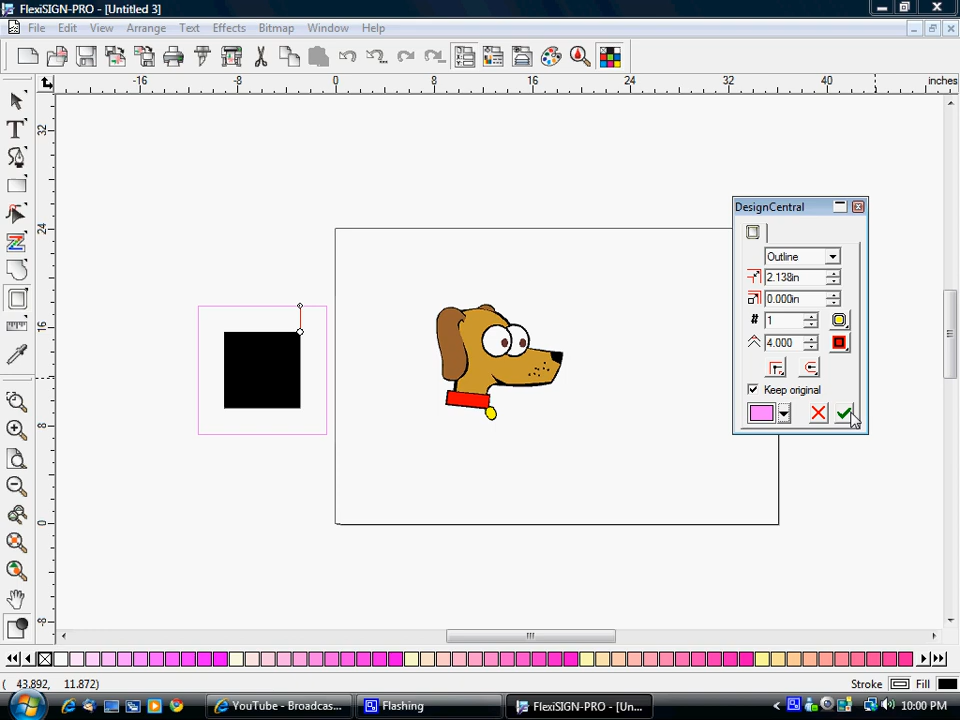 FlexiSIGN-PRO - [Untitled 3]
File Edit View Arrange Text Effects Bitmap Window Help
-16 -8 0 8 16 24 32 40 inches
32
24
16
8
0
-8
DesignCentral
Outline
2.138in
0.000in
# 1
4.000
Keep original
( 43.892, 11.872)
Stroke Fill
YouTube - Broadcas... Flashing FlexiSIGN-PRO - [Un... 10:00 PM